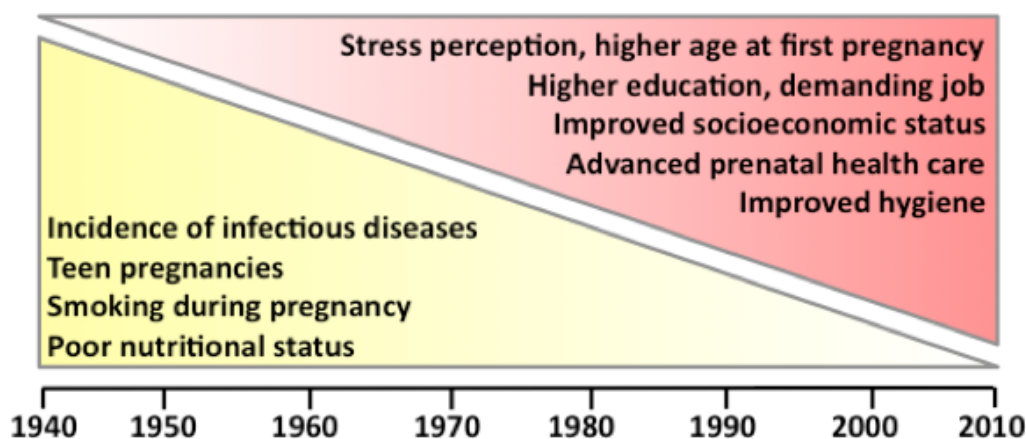 Stress perception, higher age at first pregnancy
Higher education, demanding job
Improved socioeconomic status
Advanced prenatal health care
Improved hygiene
Incidence of infectious diseases
Teen pregnancies
Smoking during pregnancy
Poor nutritional status
1940 1950 1960 1970 1980 1990 2000 2010